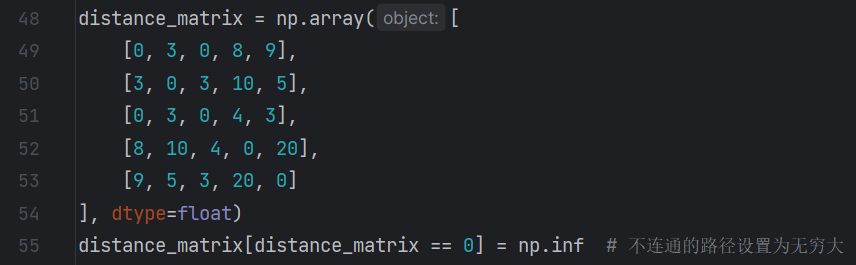 48 distance_matrix = np.array( object: [
49 [0, 3, 0, 8, 9],
50 [3, 0, 3, 10, 5],
51 [0, 3, 0, 4, 3],
52 [8, 10, 4, 0, 20],
53 [9, 5, 3, 20, 0]
54 ], dtype=float)
55 distance_matrix[distance_matrix == 0] = np.inf # 不连通的路径设置为无穷大